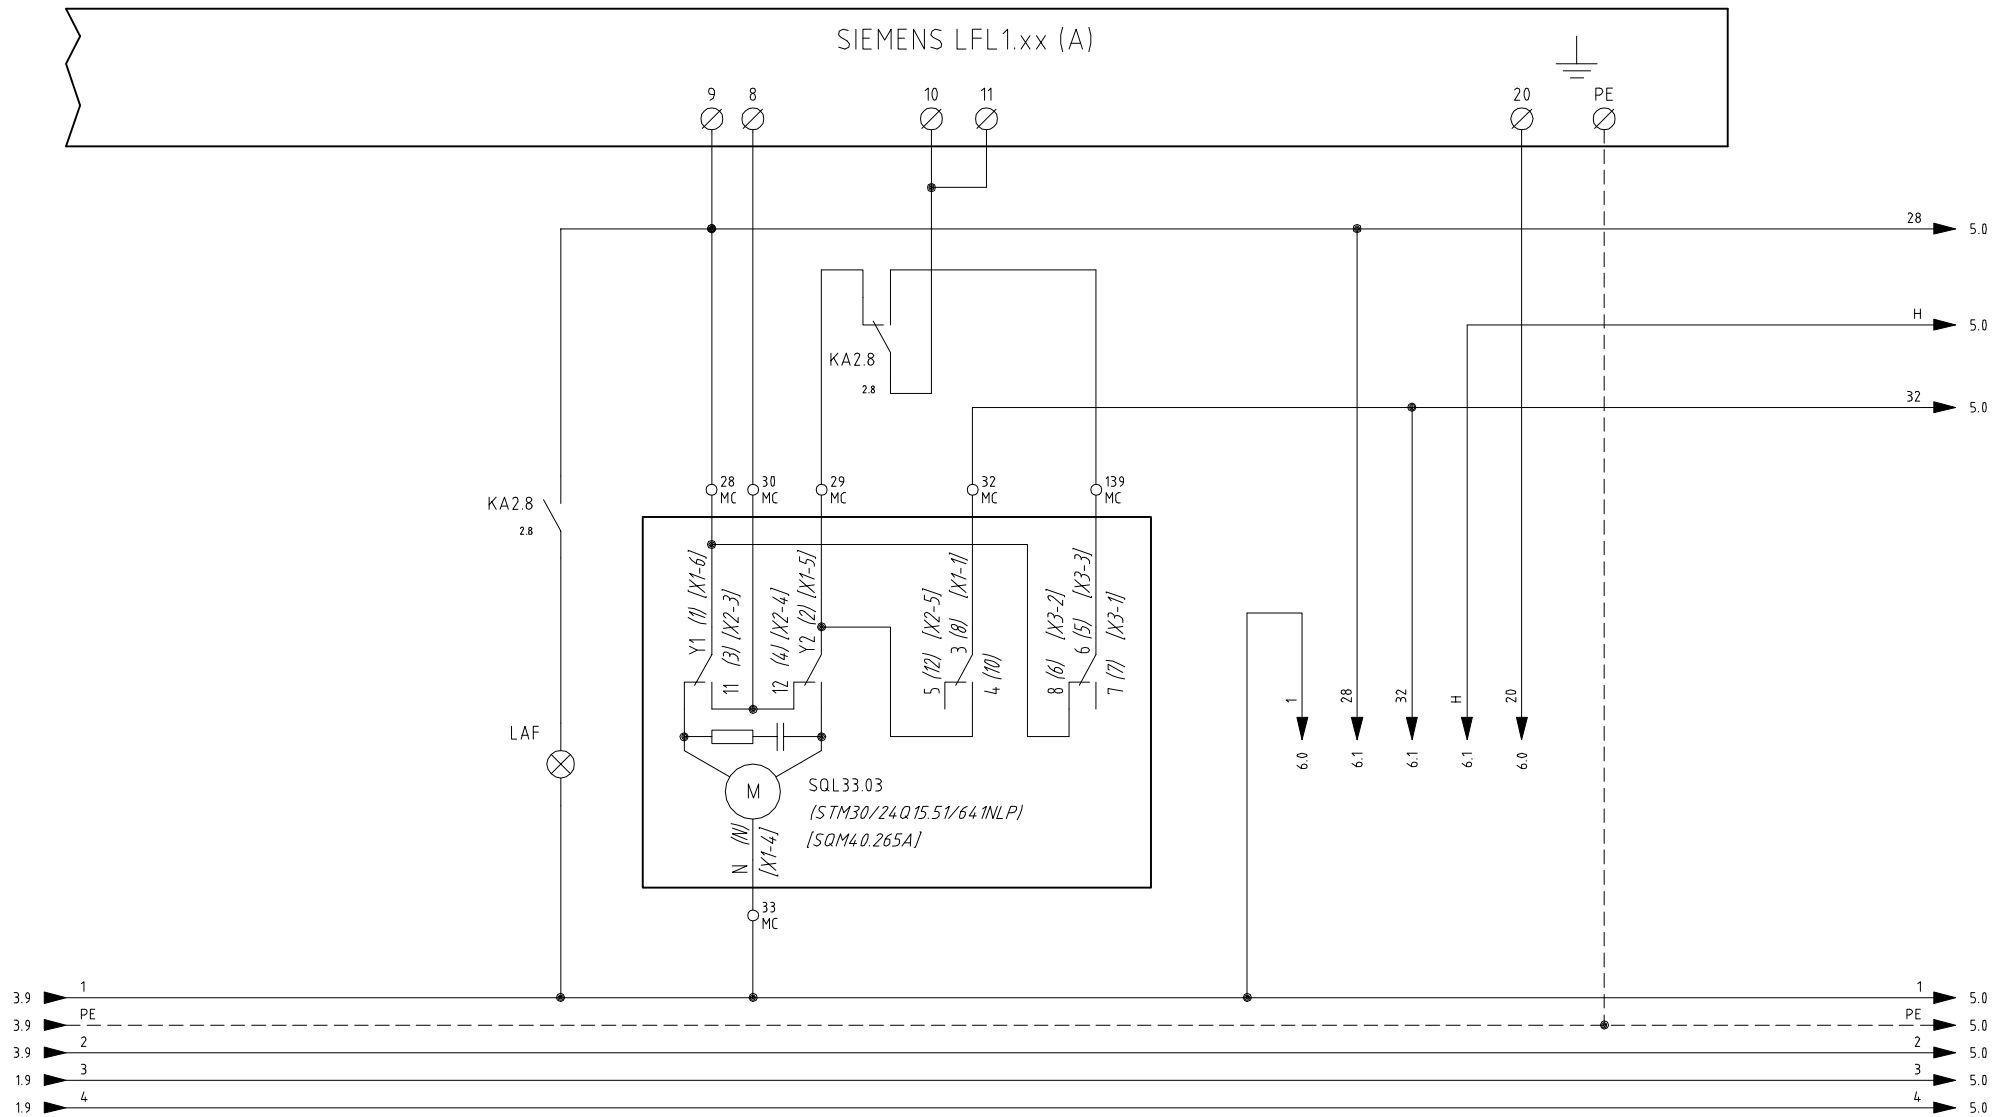 SIEMENS LFL1.xx (A)
9
8
10
11
20
PE
28
5.0
H
5.0
KA2.8
2.8
32
5.0
28
MC
30
MC
29
MC
32
MC
139
MC
KA2.8
2.8
Y1 (1) [X1-6]
11 (3) [X2-3]
12 (4) [X2-4]
Y2 (2) [X1-5]
5 (12) [X2-5]
3 (8) [X1-1]
4 (10)
8 (6) [X3-2]
6 (5) [X3-3]
7 (7) [X3-1]
1
28
32
H
20
6.0
6.1
6.1
6.1
6.0
LAF
M
SQL33.03
(STM30/24Q15.51/641NLP)
[SQM40.265A]
N (N)
[X1-4]
33
MC
3.9
1
1
5.0
3.9
PE
PE
5.0
3.9
2
2
5.0
1.9
3
3
5.0
1.9
4
4
5.0